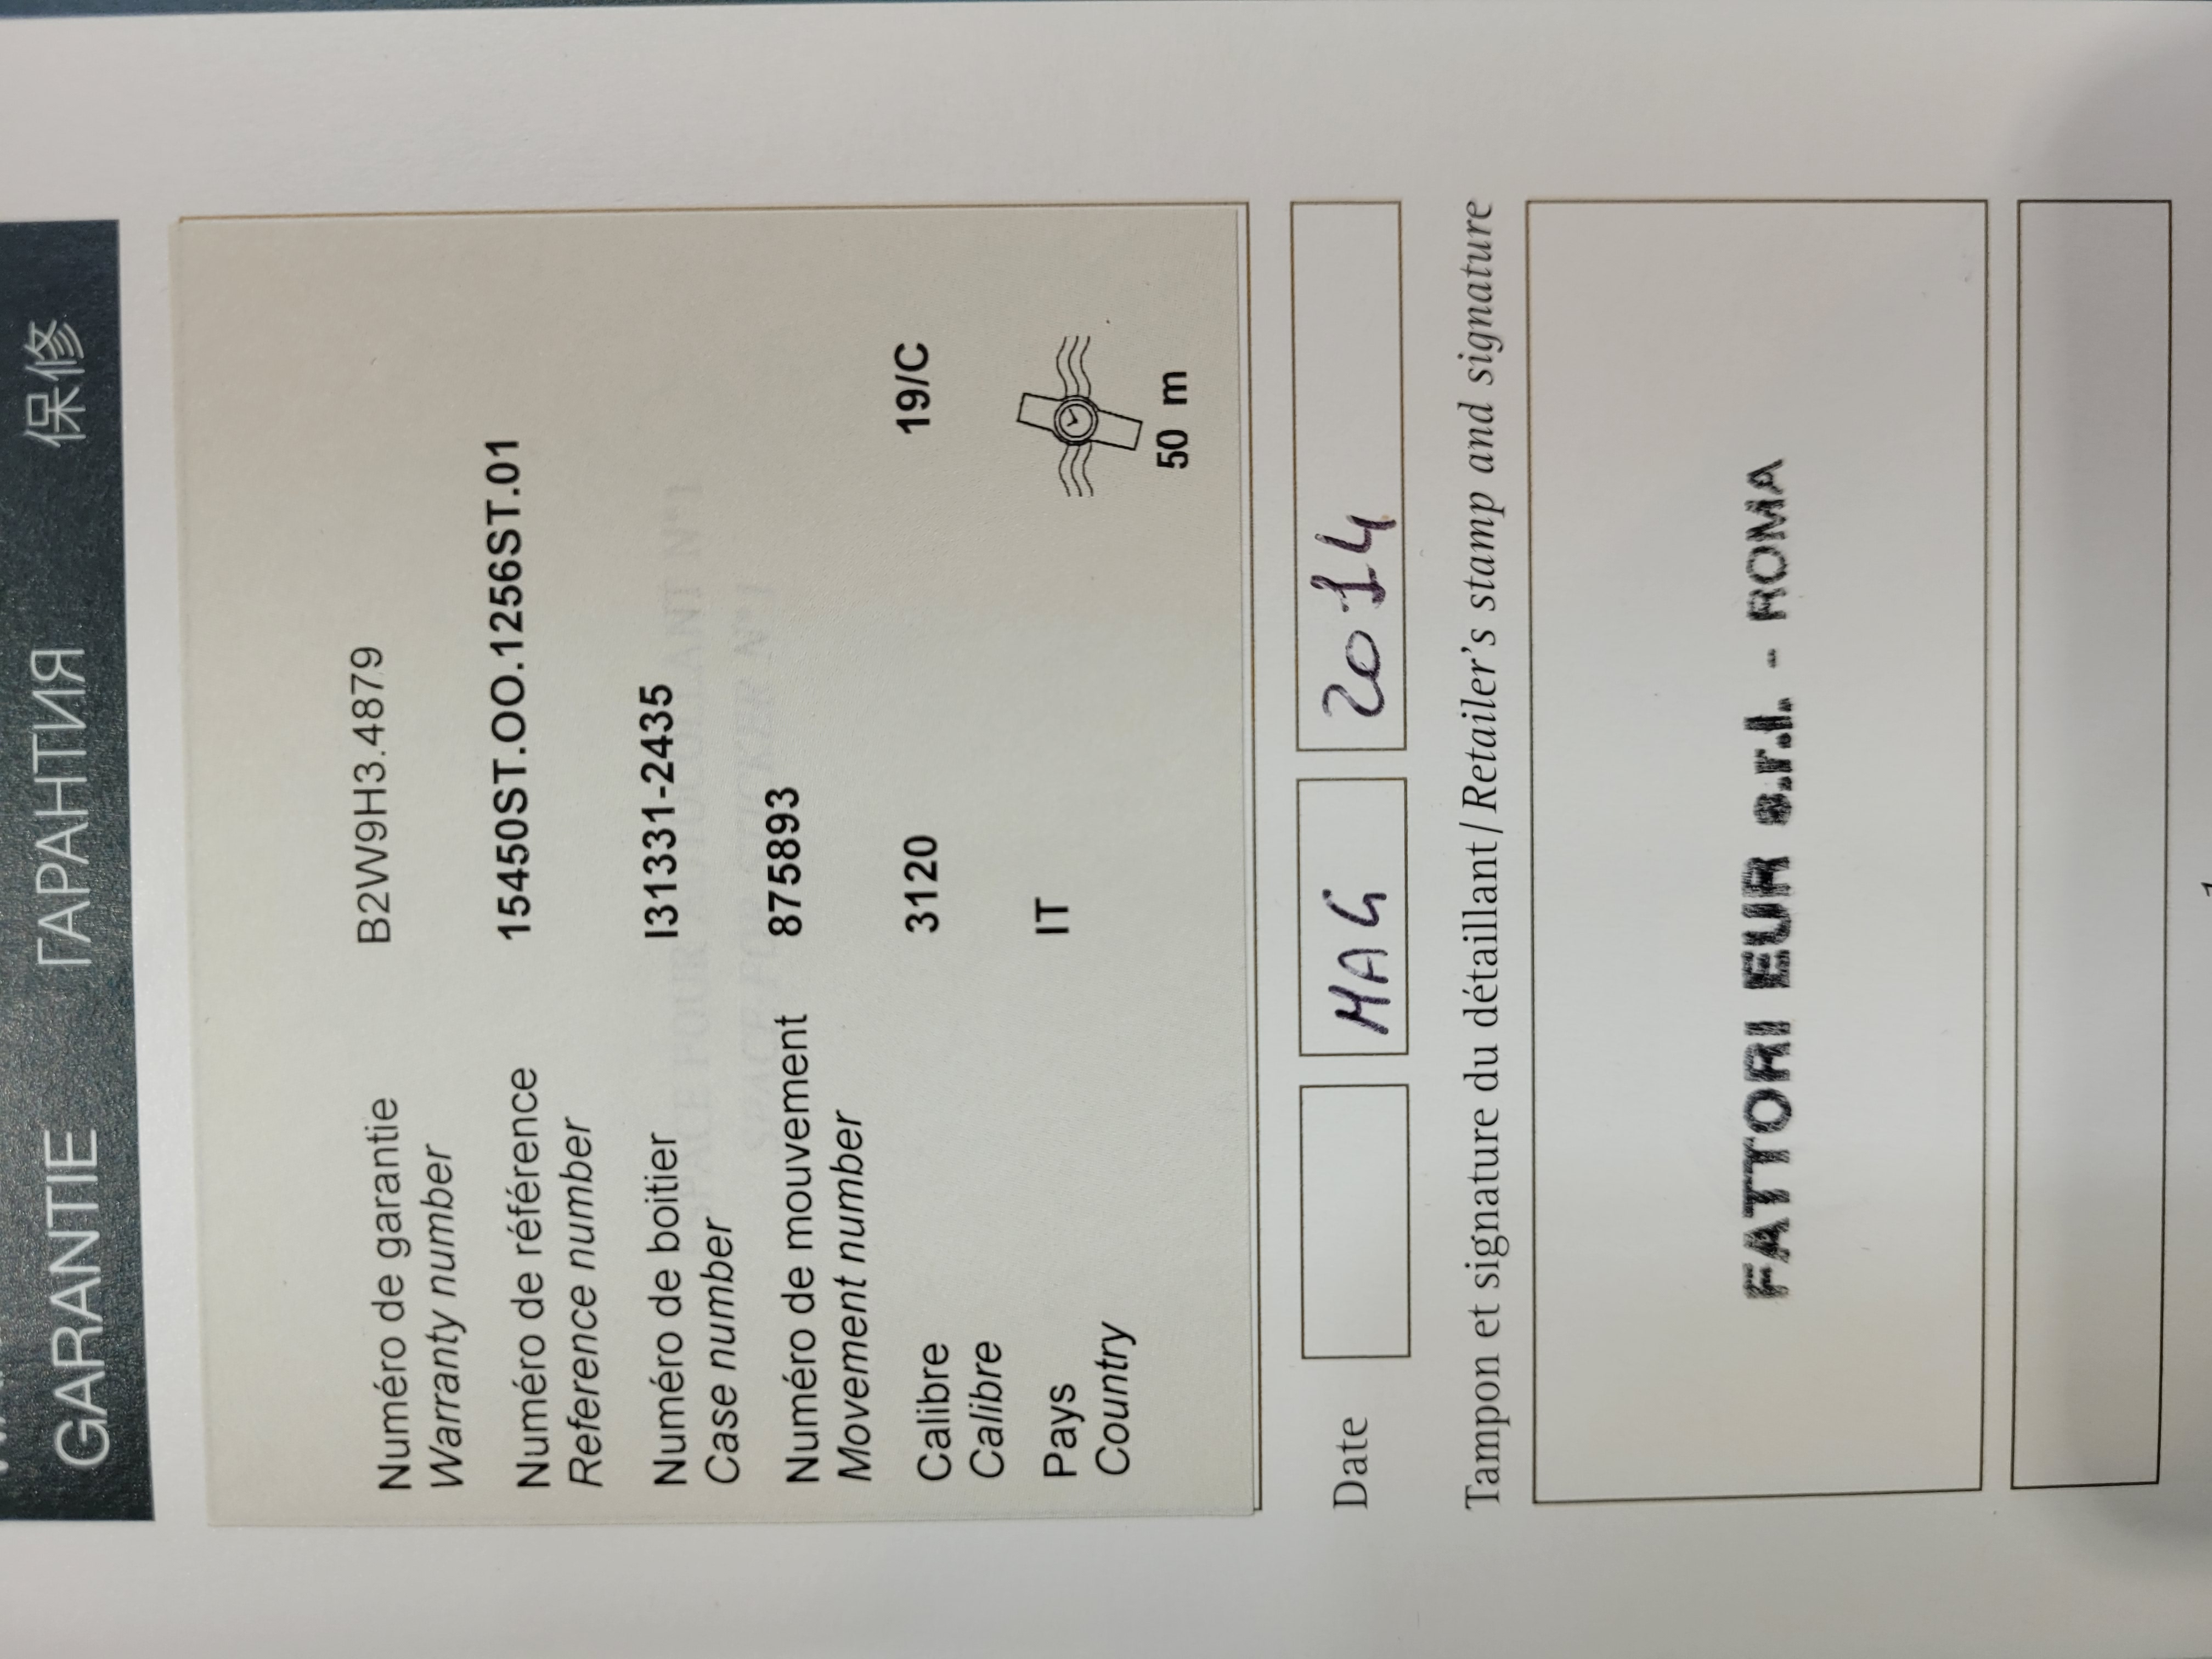 GARANTIE ГАРАНТИЯ 保修
Numéro de garantie B2W9H3.4879
Warranty number
Numéro de référence 15450ST.OO.1256ST.01
Reference number
Numéro de boitier I31331-2435
Case number
Numéro de mouvement 875893
Movement number
Calibre 3120 19/C
Calibre
Pays IT
Country
50 m
Date MAG 2014
Tampon et signature du détaillant / Retailer's stamp and signature
FATTORI EUR s.r.l. - ROMA